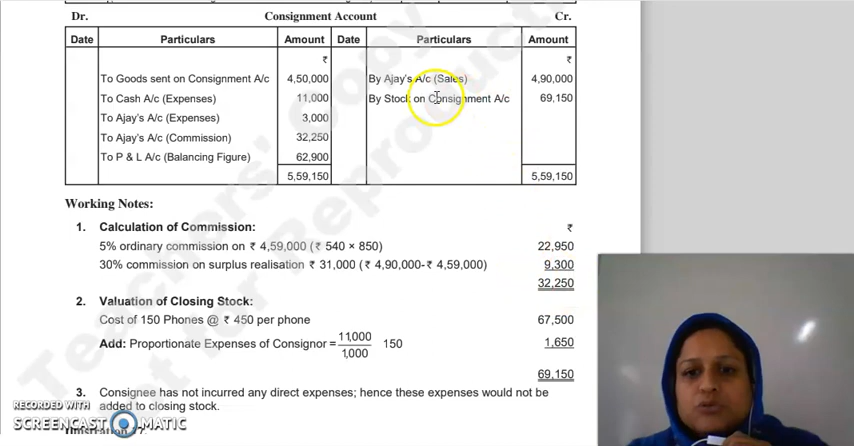 Dr. Consignment Account Cr.
Date Particulars Amount Date Particulars Amount
₹ ₹
To Goods sent on Consignment A/c 4,50,000 By Ajay's A/c (Sales) 4,90,000
To Cash A/c (Expenses) 11,000 By Stock on Consignment A/c 69,150
To Ajay's A/c (Expenses) 3,000
To Ajay's A/c (Commission) 32,250
To P & L A/c (Balancing Figure) 62,900
5,59,150 5,59,150
Working Notes:
1. Calculation of Commission: ₹
5% ordinary commission on ₹ 4,59,000 (₹ 540 × 850) 22,950
30% commission on surplus realisation ₹ 31,000 (₹ 4,90,000-₹ 4,59,000) 9,300
32,250
2. Valuation of Closing Stock:
Cost of 150 Phones @ ₹ 450 per phone 67,500
Add: Proportionate Expenses of Consignor = 11,000 / 1,000 150 1,650
69,150
3. Consignee has not incurred any direct expenses; hence these expenses would not be
added to closing stock.
Teachers' Copy
Not for Reproduction
RECORDED WITH
SCREENCAST MATIC